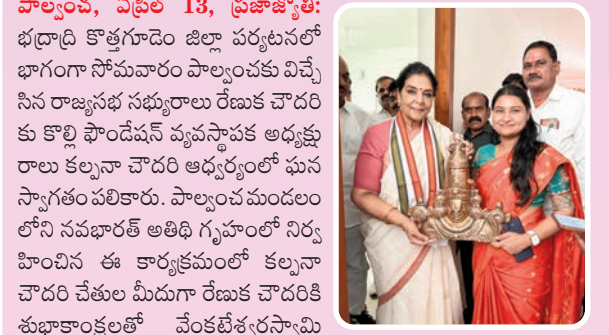 పాల్వంచ, ఏప్రిల్ 13, ప్రజాజ్యోతి:
భద్రాద్రి కొత్తగూడెం జిల్లా పర్యటనలో
భాగంగా సోమవారం పాల్వంచకు విచ్చే
సిన రాజ్యసభ సభ్యురాలు రేణుక చౌదరి
కు కొల్లి ఫౌండేషన్ వ్యవస్థాపక అధ్యక్షు
రాలు కల్పనా చౌదరి ఆధ్వర్యంలో ఘన
స్వాగతం పలికారు. పాల్వంచ మండలం
లోని నవభారత్ అతిథి గృహంలో నిర్వ
హించిన ఈ కార్యక్రమంలో కల్పనా
చౌదరి చేతుల మీదుగా రేణుక చౌదరికి
శుభాకాంక్షలతో వేంకటేశ్వరస్వామి